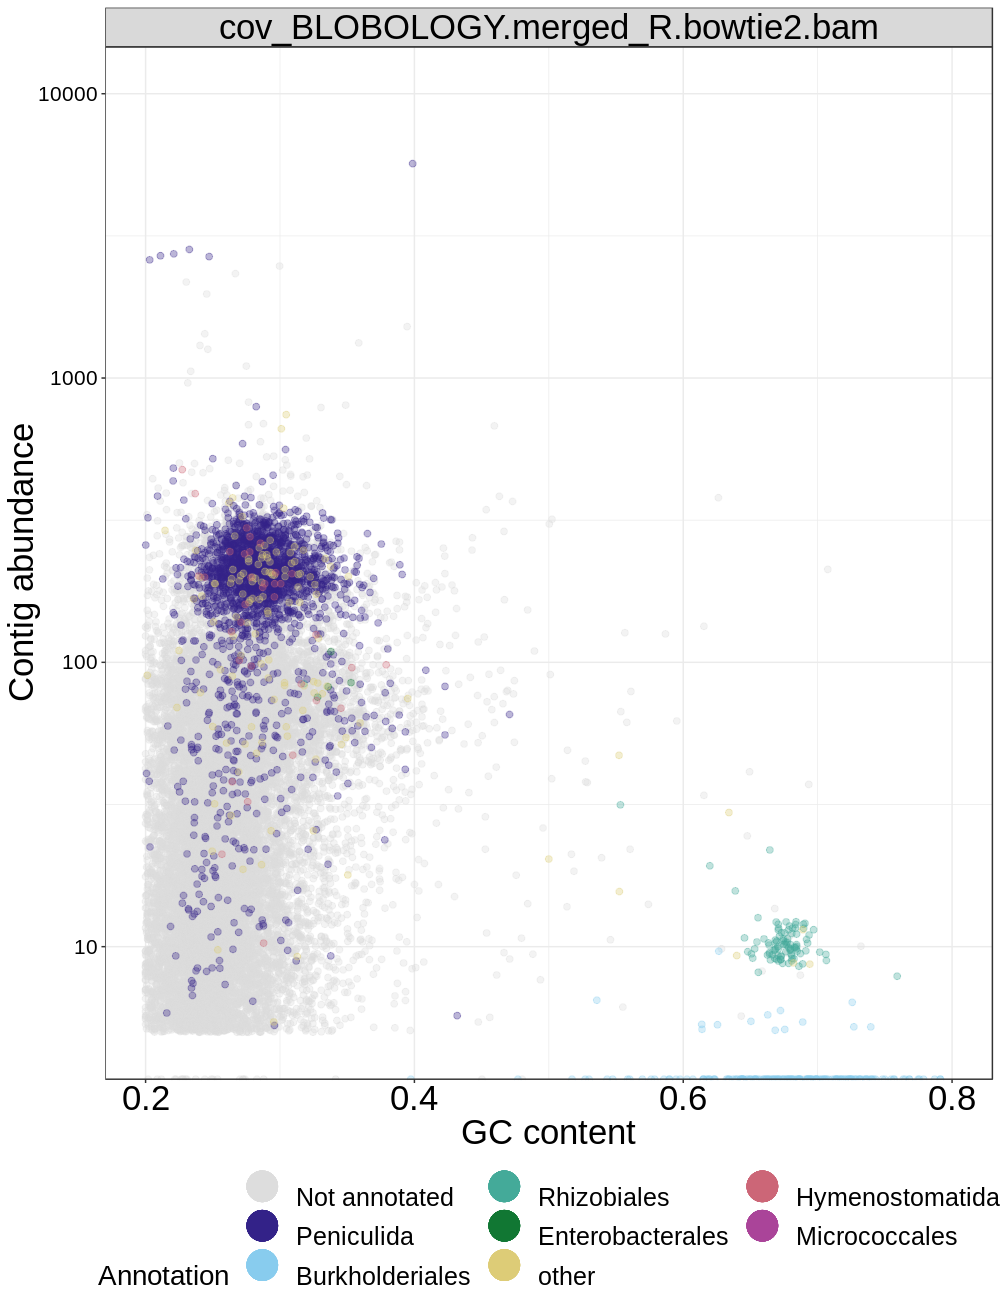 cov_BLOBOLOGY.merged_R.bowtie2.bam
10000
1000
100
10
Contig abundance
0.2 0.4 0.6 0.8
GC content
Annotation
Not annotated Rhizobiales Hymenostomatida
Peniculida Enterobacterales Micrococcales
Burkholderiales other